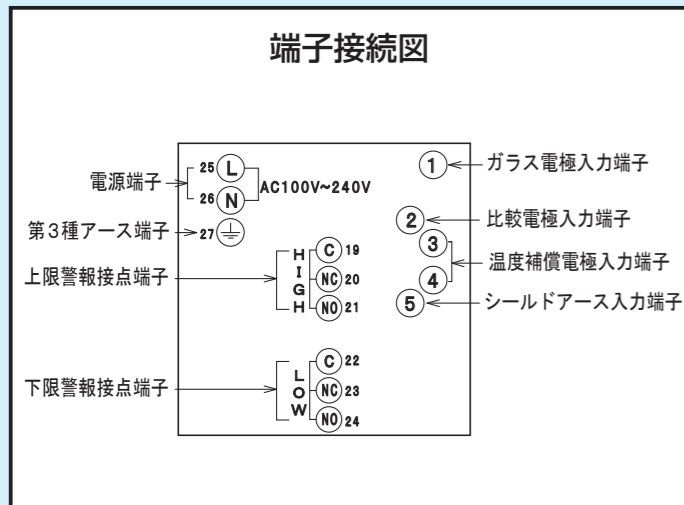 端子接続図
電源端子
25 L
26 N
AC100V~240V
第3種アース端子
27
上限警報接点端子
HIGH
C 19
NC 20
NO 21
下限警報接点端子
LOW
C 22
NC 23
NO 24
1 ガラス電極入力端子
2 比較電極入力端子
3
4
温度補償電極入力端子
5 シールドアース入力端子